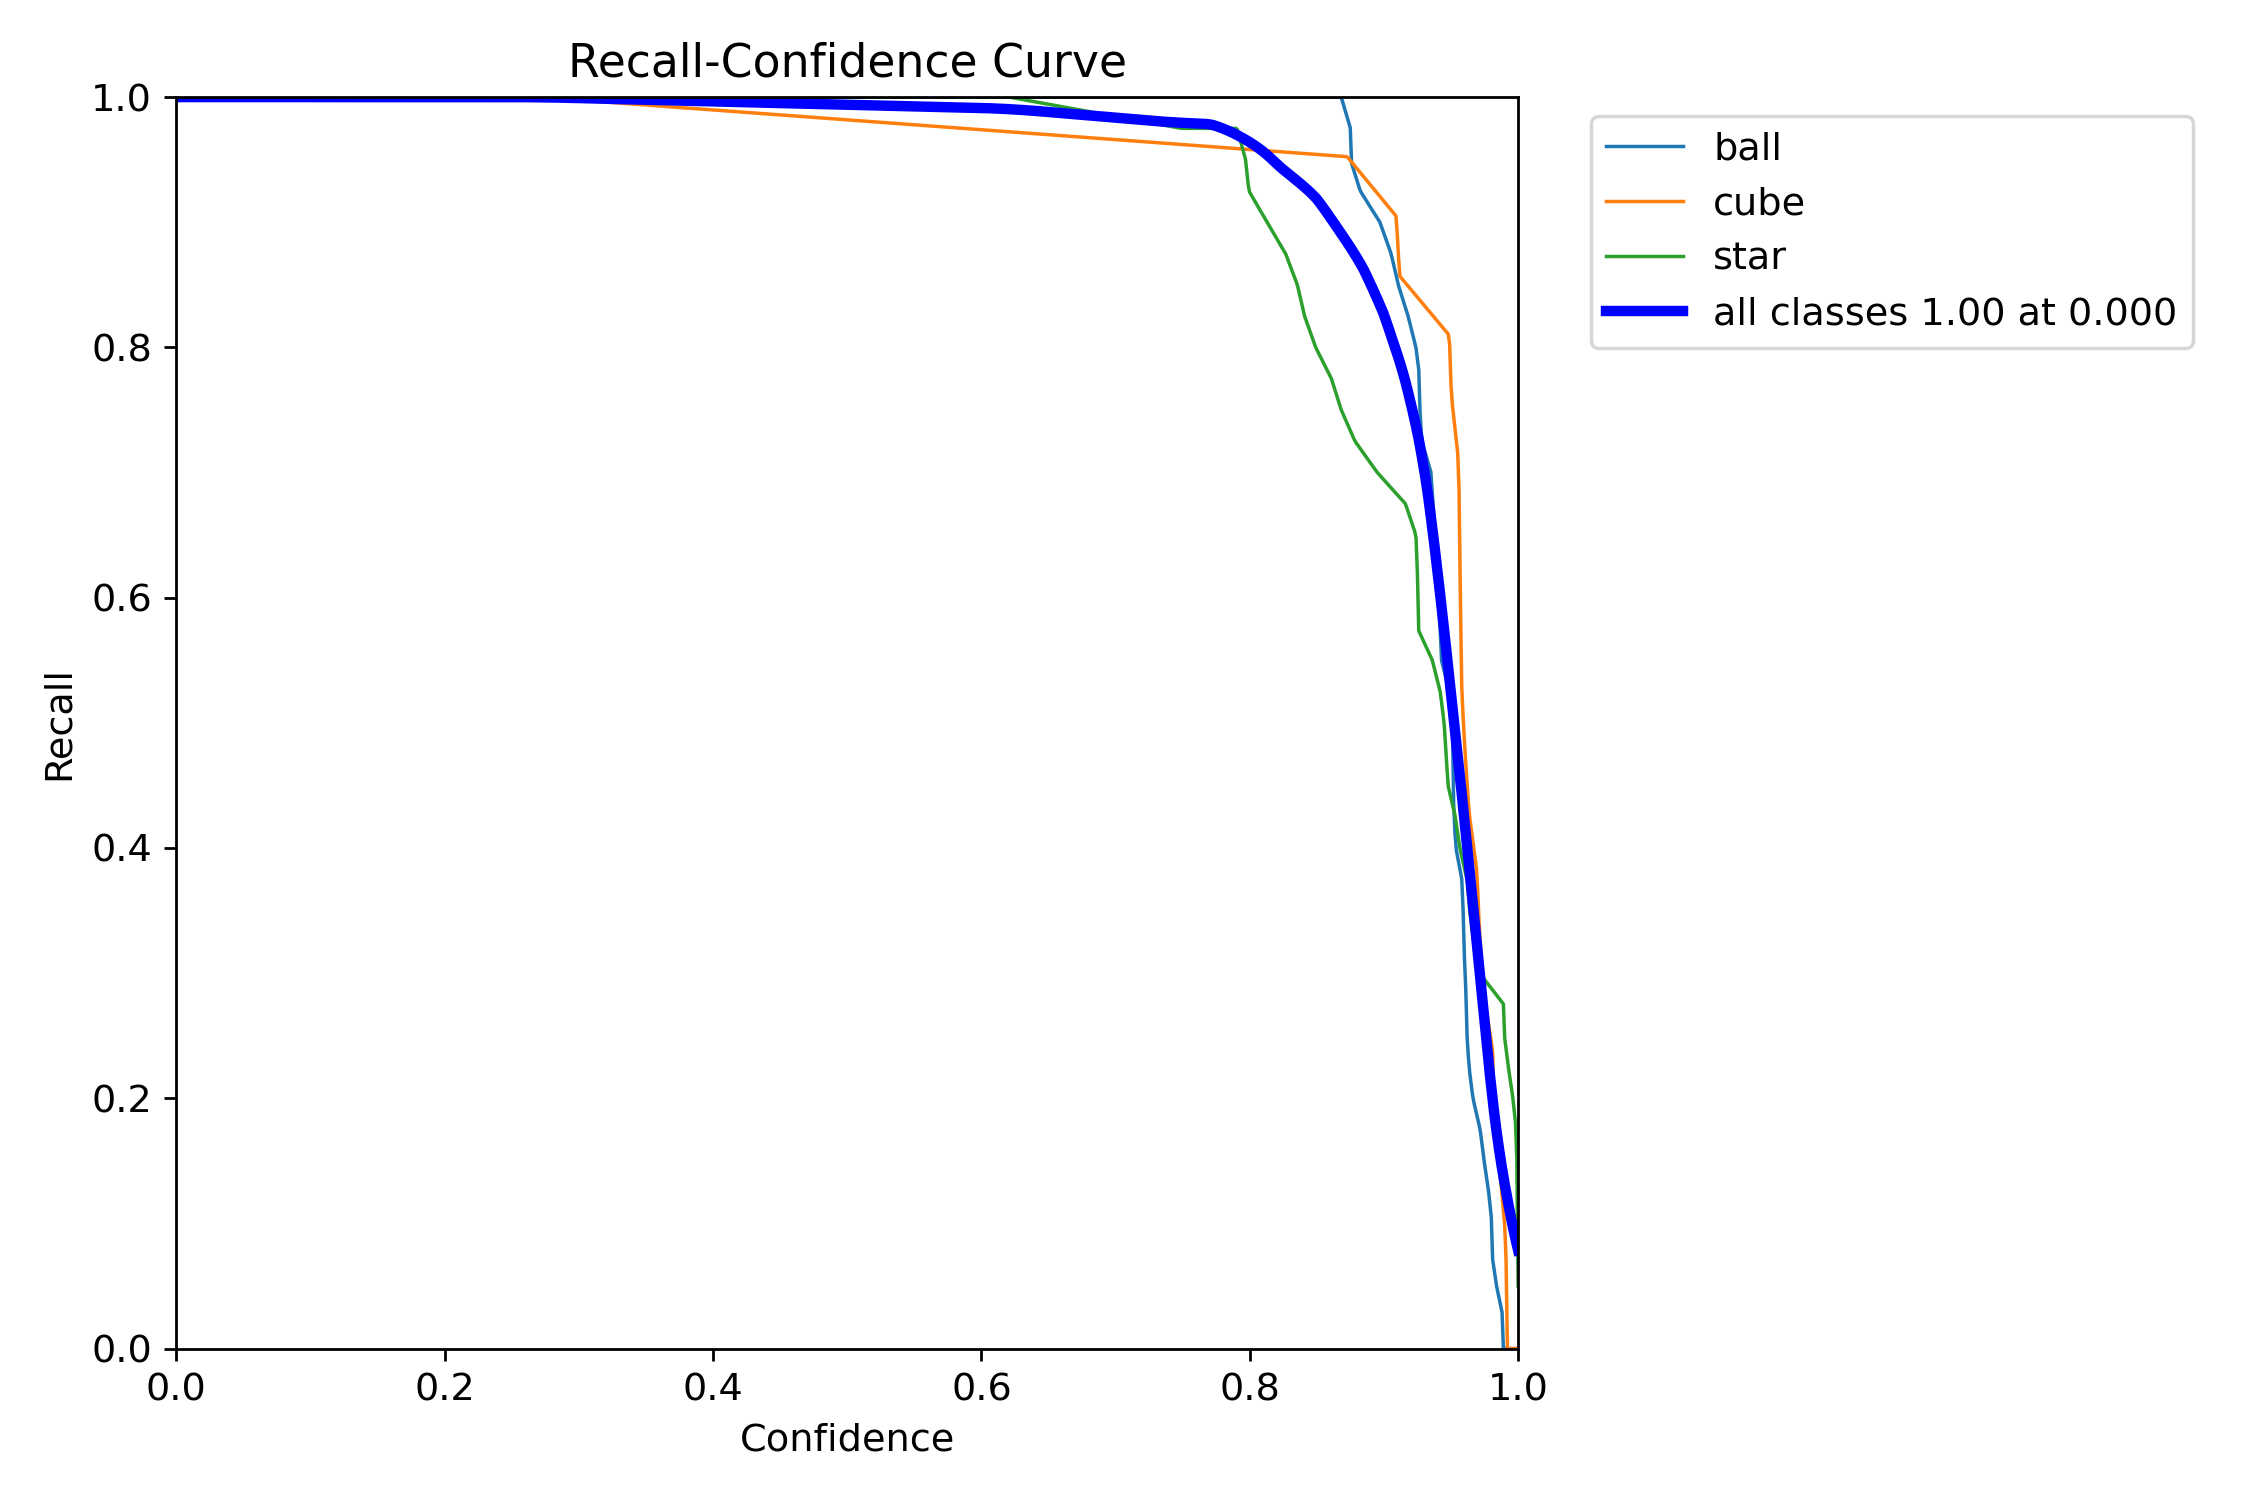 Recall-Confidence Curve
1.0
0.8
0.6
0.4
0.2
0.0
Recall
0.0 0.2 0.4 0.6 0.8 1.0
Confidence
ball
cube
star
all classes 1.00 at 0.000